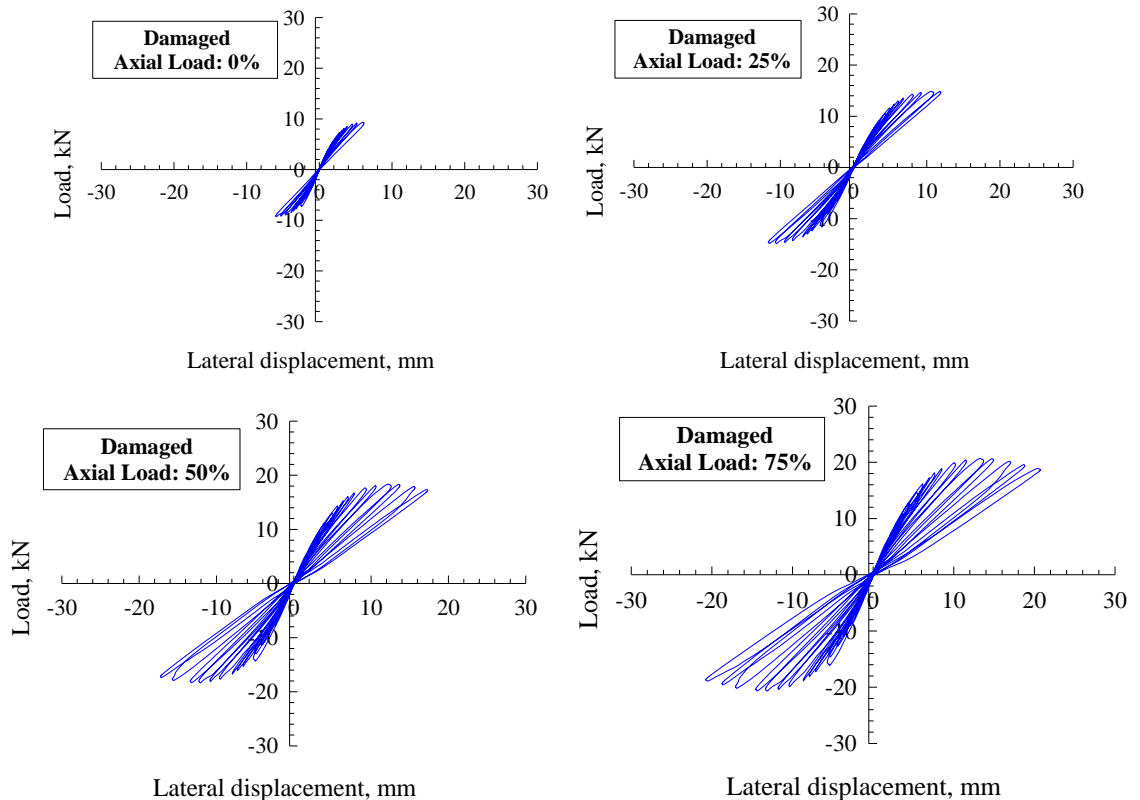 Damaged
Axial Load: 0%
Load, kN
30
20
10
0
-10
-20
-30
-30 -20 -10 0 10 20 30
Lateral displacement, mm
Damaged
Axial Load: 25%
Load, kN
30
20
10
0
-10
-20
-30
-30 -20 -10 0 10 20 30
Lateral displacement, mm
Damaged
Axial Load: 50%
Load, kN
30
20
10
0
-10
-20
-30
-30 -20 -10 0 10 20 30
Lateral displacement, mm
Damaged
Axial Load: 75%
Load, kN
30
20
10
0
-10
-20
-30
-30 -20 -10 0 10 20 30
Lateral displacement, mm